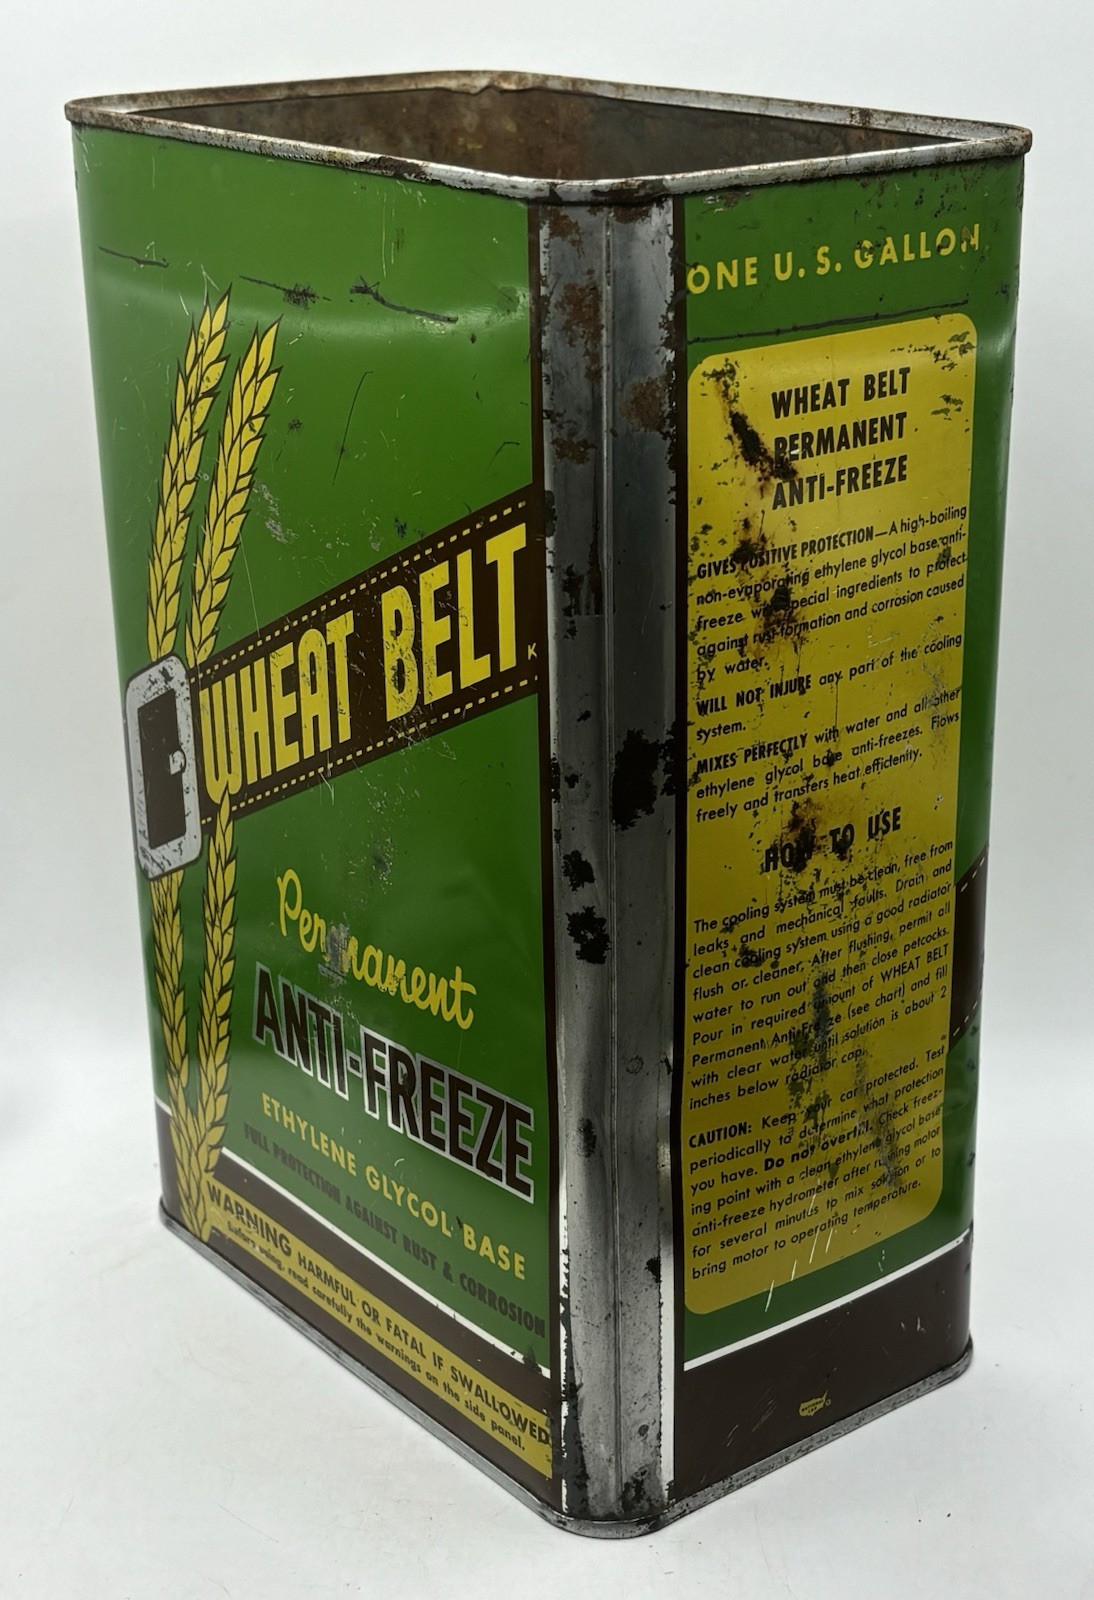 WHEAT BELT
K
Permanent
ANTI-FREEZE
ETHYLENE GLYCOL BASE
FULL PROTECTION AGAINST RUST & CORROSION
WARNING HARMFUL OR FATAL IF SWALLOWED
Before using, read carefully the warnings on the side panel.
ONE U. S. GALLON
WHEAT BELT
PERMANENT
ANTI-FREEZE
GIVES POSITIVE PROTECTION—A high-boiling
non-evaporating ethylene glycol base anti-
freeze with special ingredients to protect
against rust formation and corrosion caused
by water.
WILL NOT INJURE any part of the cooling
system.
MIXES PERFECTLY with water and all other
ethylene glycol base anti-freezes. Flows
freely and transfers heat efficiently.
HOW TO USE
The cooling system must be clean, free from
leaks and mechanical faults. Drain and
clean cooling system using a good radiator
flush or cleaner. After flushing, permit all
water to run out and then close petcocks.
Pour in required amount of WHEAT BELT
Permanent Anti-Freeze (see chart) and fill
with clear water until solution is about 2
inches below radiator cap.
CAUTION: Keep your car protected. Test
periodically to determine what protection
you have. Do not overfill. Check freez-
ing point with a clean ethylene glycol base
anti-freeze hydrometer after running motor
for several minutes to mix solution or to
bring motor to operating temperature.